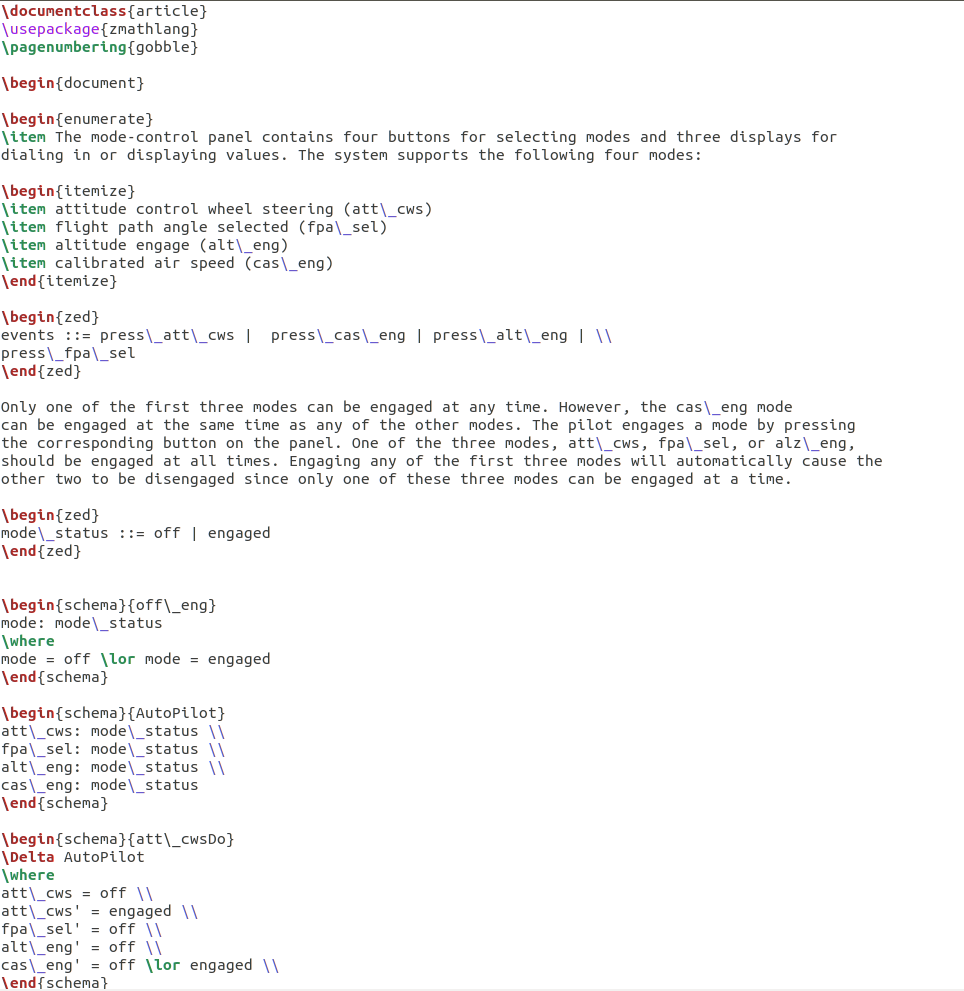 \documentclass{article}
\usepackage{zmathlang}
\pagenumbering{gobble}

\begin{document}

\begin{enumerate}
\item The mode-control panel contains four buttons for selecting modes and three displays for
dialing in or displaying values. The system supports the following four modes:

\begin{itemize}
\item attitude control wheel steering (att\_cws)
\item flight path angle selected (fpa\_sel)
\item altitude engage (alt\_eng)
\item calibrated air speed (cas\_eng)
\end{itemize}

\begin{zed}
events ::= press\_att\_cws |  press\_cas\_eng | press\_alt\_eng | \\
press\_fpa\_sel
\end{zed}

Only one of the first three modes can be engaged at any time. However, the cas\_eng mode
can be engaged at the same time as any of the other modes. The pilot engages a mode by pressing
the corresponding button on the panel. One of the three modes, att\_cws, fpa\_sel, or alz\_eng,
should be engaged at all times. Engaging any of the first three modes will automatically cause the
other two to be disengaged since only one of these three modes can be engaged at a time.

\begin{zed}
mode\_status ::= off | engaged
\end{zed}

\begin{schema}{off\_eng}
mode: mode\_status
\where
mode = off \lor mode = engaged
\end{schema}

\begin{schema}{AutoPilot}
att\_cws: mode\_status \\
fpa\_sel: mode\_status \\
alt\_eng: mode\_status \\
cas\_eng: mode\_status
\end{schema}

\begin{schema}{att\_cwsDo}
\Delta AutoPilot
\where
att\_cws = off \\
att\_cws' = engaged \\
fpa\_sel' = off \\
alt\_eng' = off \\
cas\_eng' = off \lor engaged \\
\end{schema}